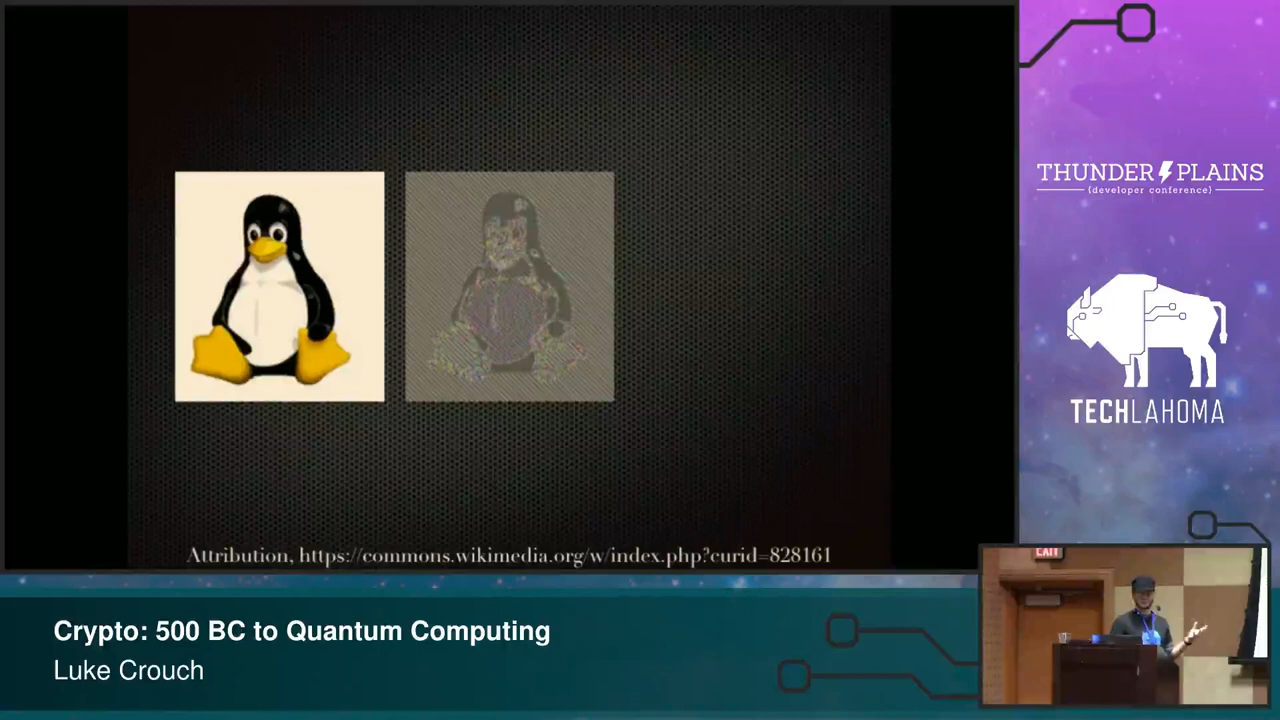 Attribution, https://commons.wikimedia.org/w/index.php?curid=828161
THUNDER PLAINS
{developer conference}
TECHLAHOMA
EXIT
Crypto: 500 BC to Quantum Computing
Luke Crouch